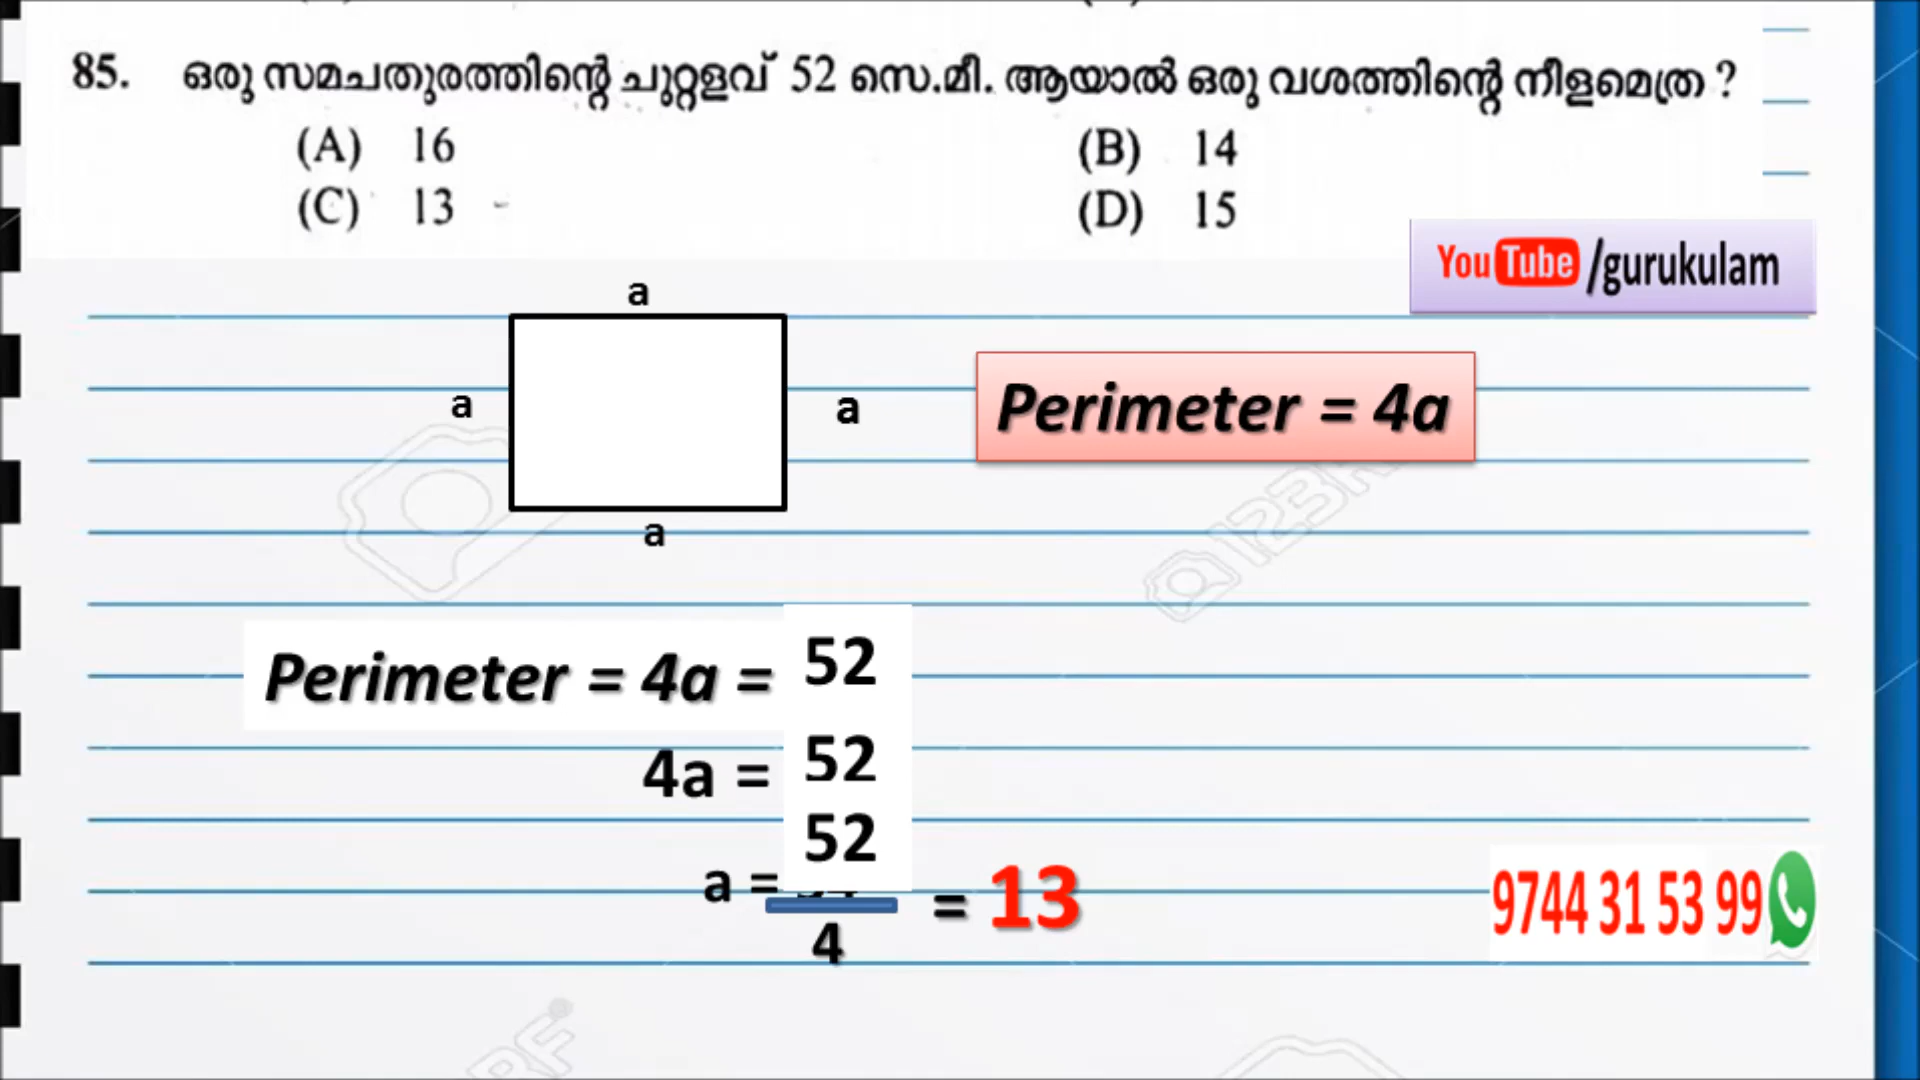 85. ഒരു സമചതുരത്തിന്റെ ചുറ്റളവ് 52 സെ.മീ. ആയാൽ ഒരു വശത്തിന്റെ നീളമെത്ര ?
(A) 16 (B) 14
(C) 13 (D) 15
YouTube /gurukulam
a
a a
Perimeter = 4a
a
Perimeter = 4a = 52
4a = 52
52
a = = 13
4
9744 31 53 99